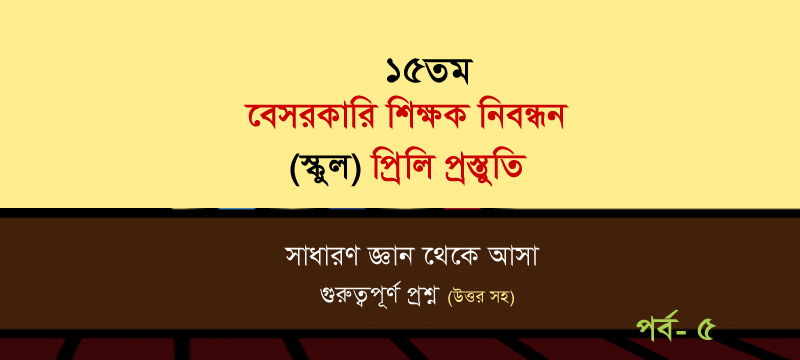 ১৫তম
বেসরকারি শিক্ষক নিবন্ধন
(স্কুল) প্রিলি প্রস্তুতি
সাধারণ জ্ঞান থেকে আসা
গুরুত্বপূর্ণ প্রশ্ন (উত্তর সহ)
পর্ব- ৫